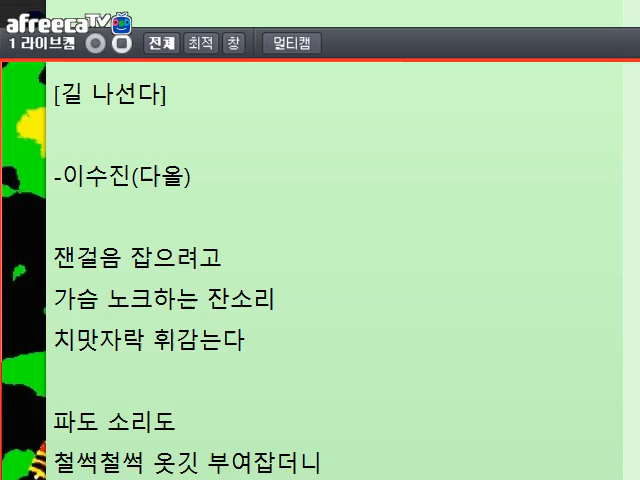 afreecaTV
1 라이브캠 전체 최적 창 멀티캠
[길 나선다]
-이수진(다올)
잰걸음 잡으려고
가슴 노크하는 잔소리
치맛자락 휘감는다
파도 소리도
철썩철썩 옷깃 부여잡더니